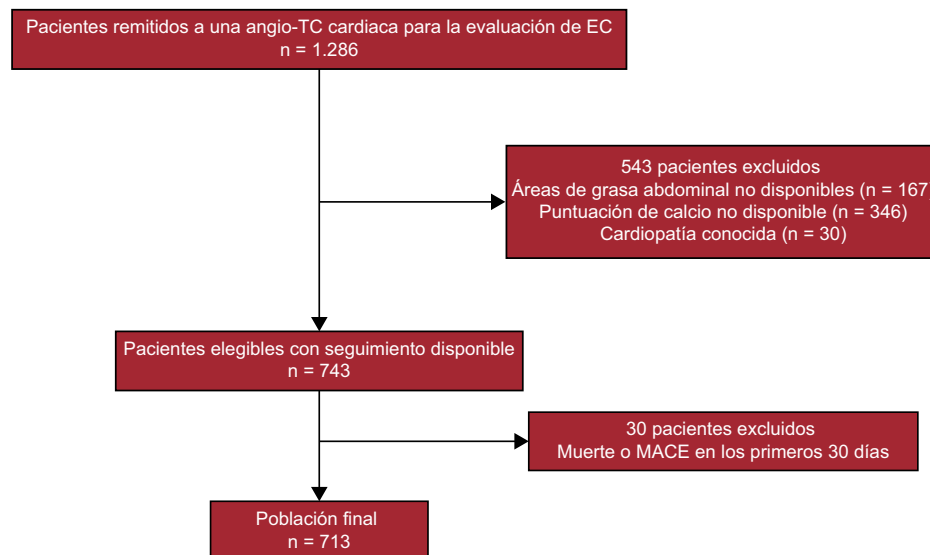 Pacientes remitidos a una angio-TC cardiaca para la evaluación de EC
n = 1.286
543 pacientes excluidos
Áreas de grasa abdominal no disponibles (n = 167)
Puntuación de calcio no disponible (n = 346)
Cardiopatía conocida (n = 30)
Pacientes elegibles con seguimiento disponible
n = 743
30 pacientes excluidos
Muerte o MACE en los primeros 30 días
Población final
n = 713